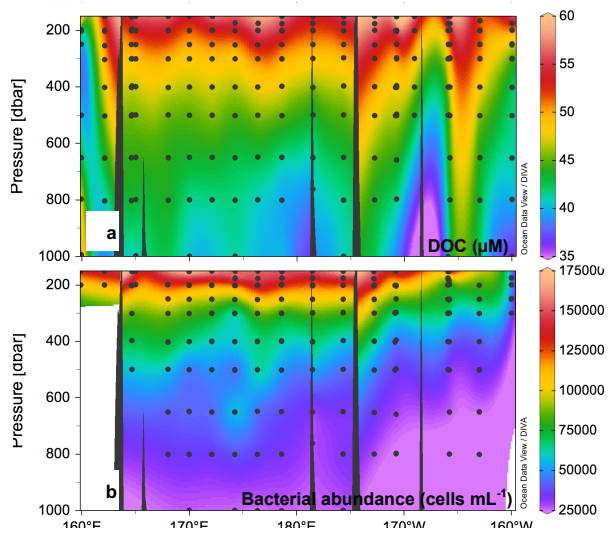 60
200
55
400
50
600
45
800
40
a
DOC (µM)
1000
35
Pressure [dbar]
Ocean Data View / DIVA
175000
200
150000
400
125000
600
100000
75000
800
50000
b
Bacterial abundance (cells mL-1)
1000
25000
Pressure [dbar]
Ocean Data View / DIVA
160°E
170°E
180°E
170°W
160°W